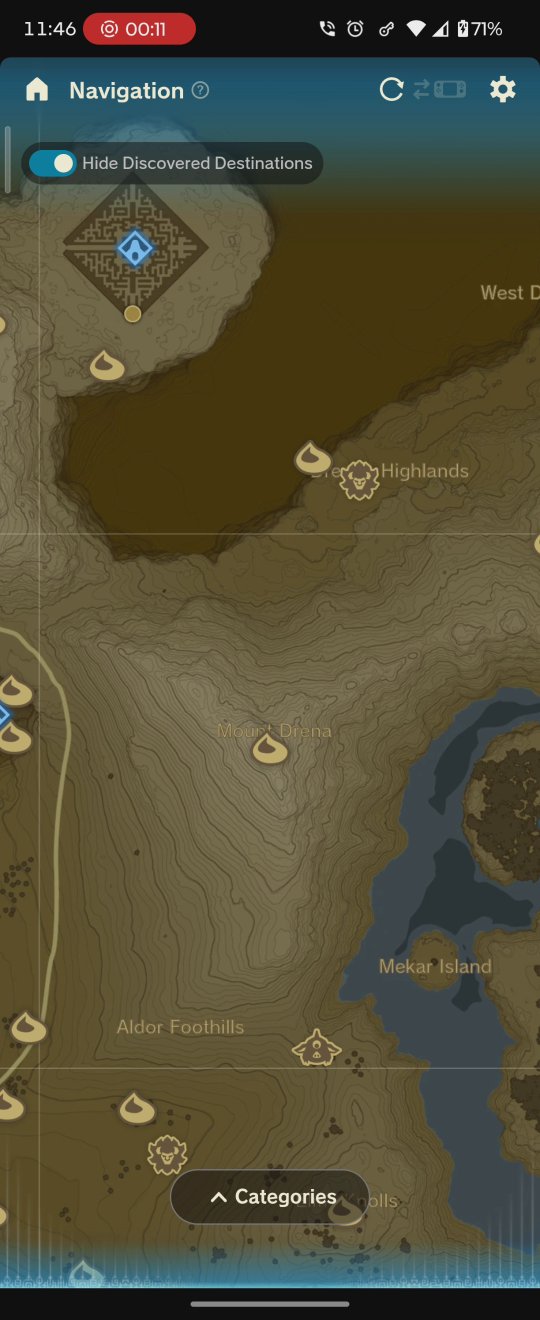 11:46 00:11 71%
Navigation ?
Hide Discovered Destinations
West D
Highlands
Mount Drena
Mekar Island
Aldor Foothills
Categories